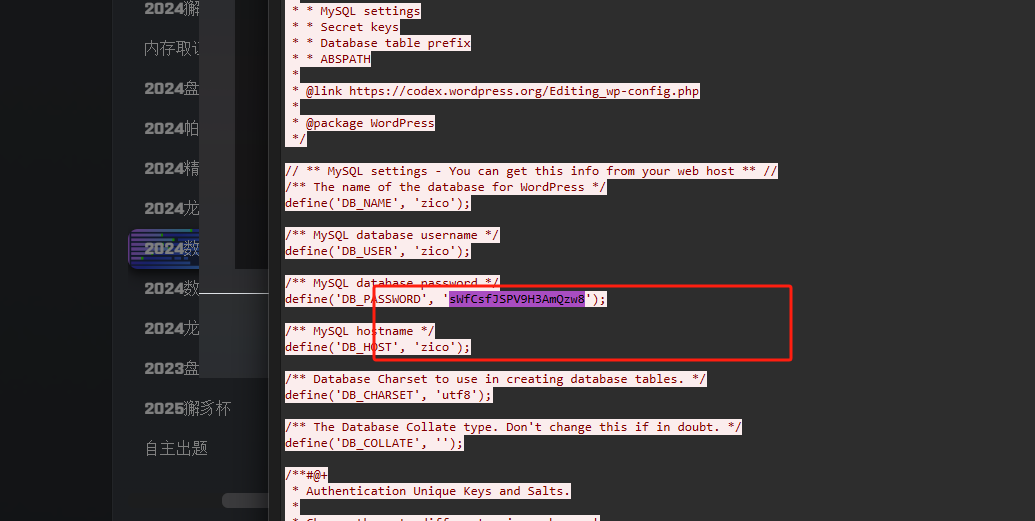 2024獬
内存取证
2024盘
2024帕
2024精
2024龙
2024数
2024数
2024龙
2023盘
2025獬豸杯
自主出题
* * MySQL settings
* * Secret keys
* * Database table prefix
* * ABSPATH
*
* @link https://codex.wordpress.org/Editing_wp-config.php
*
* @package WordPress
*/
// ** MySQL settings - You can get this info from your web host ** //
/** The name of the database for WordPress */
define('DB_NAME', 'zico');
/** MySQL database username */
define('DB_USER', 'zico');
/** MySQL database password */
define('DB_PASSWORD', 'sWfCsfJSPV9H3AmQzw8');
/** MySQL hostname */
define('DB_HOST', 'zico');
/** Database Charset to use in creating database tables. */
define('DB_CHARSET', 'utf8');
/** The Database Collate type. Don't change this if in doubt. */
define('DB_COLLATE', '');
/**#@+
* Authentication Unique Keys and Salts.
*